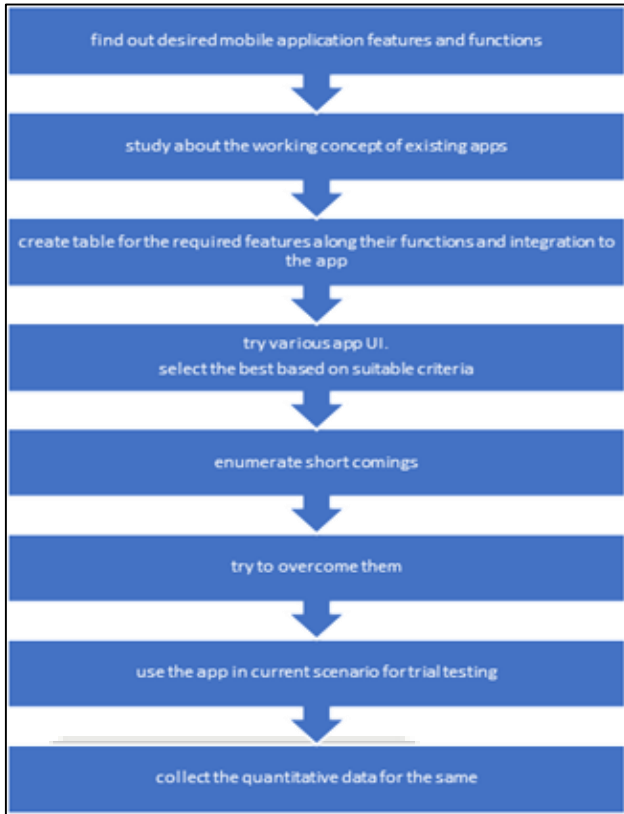 find out desired mobile application features and functions
study about the working concept of existing apps
create table for the required features along their functions and integration to
the app
try various app UI.
select the best based on suitable criteria
enumerate short comings
try to overcome them
use the app in current scenario for trial testing
collect the quantitative data for the same